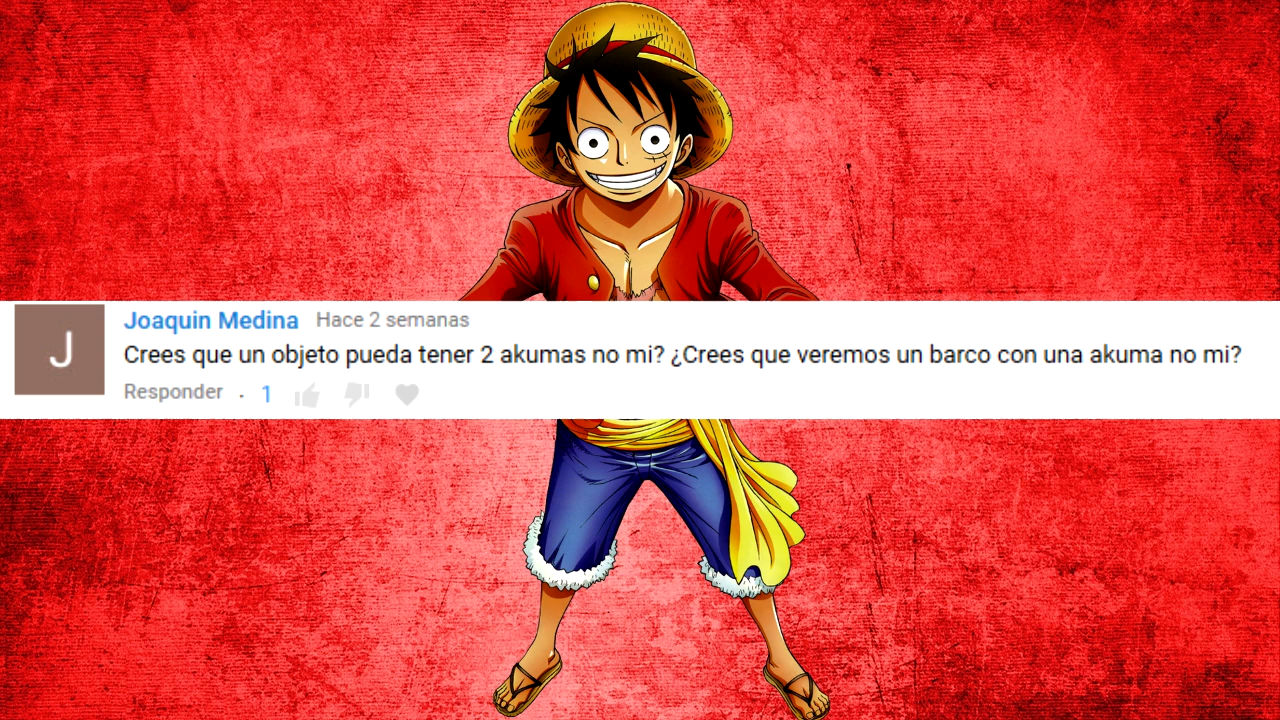 J
Joaquin Medina Hace 2 semanas
Crees que un objeto pueda tener 2 akumas no mi? ¿Crees que veremos un barco con una akuma no mi?
Responder . 1